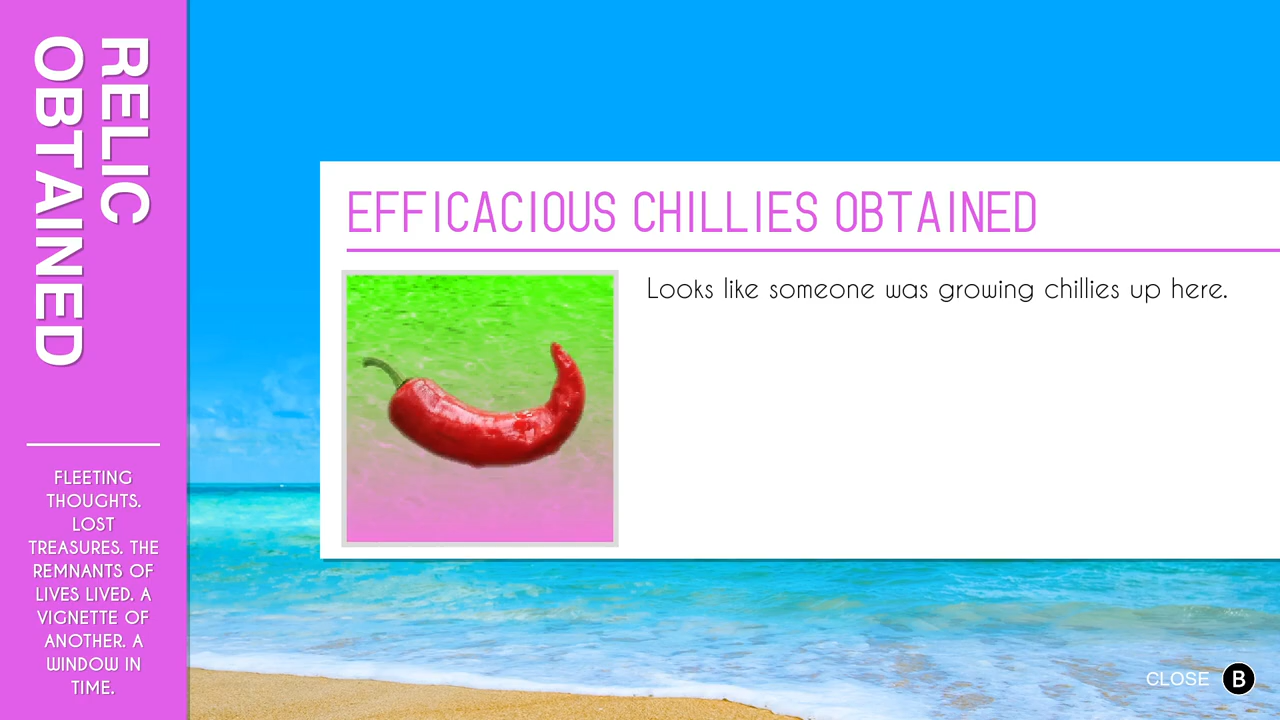 RELIC
OBTAINED
FLEETING
THOUGHTS.
LOST
TREASURES. THE
REMNANTS OF
LIVES LIVED. A
VIGNETTE OF
ANOTHER. A
WINDOW IN
TIME.
EFFICACIOUS CHILLIES OBTAINED
Looks like someone was growing chillies up here.
CLOSE B